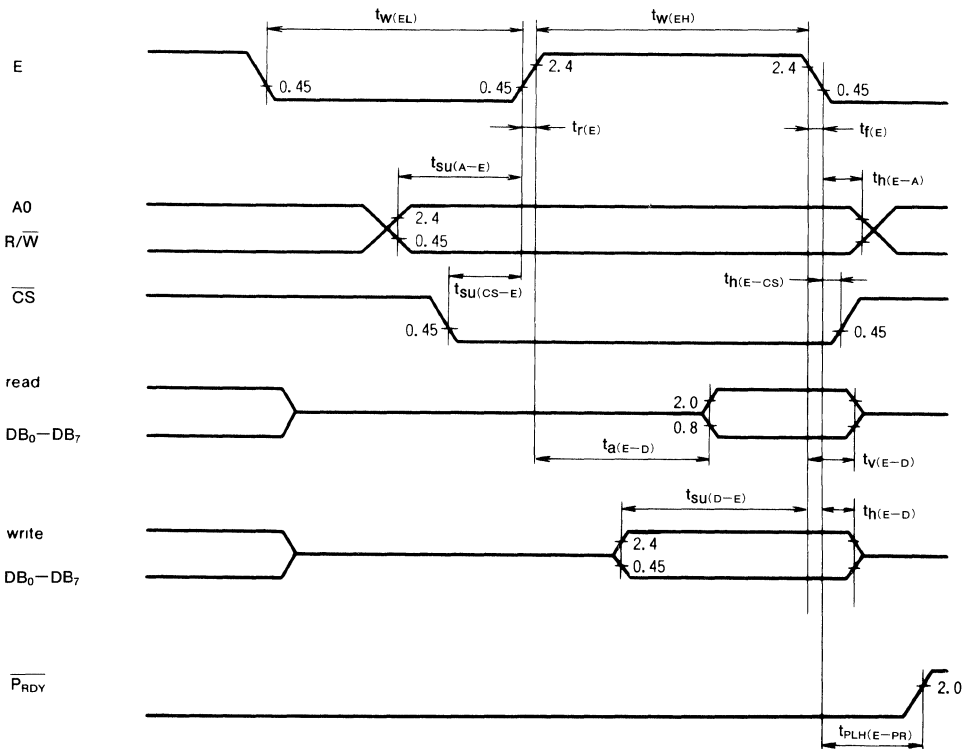 tW(EL) tW(EH)
E 0.45 0.45 2.4 2.4 0.45
tr(E) tf(E)
tsu(A−E) th(E−A)
A0 2.4
R/W̅ 0.45
tsu(CS−E) th(E−CS)
C̅S̅ 0.45 0.45
read
2.0
DB0−DB7 0.8
ta(E−D) tv(E−D)
tsu(D−E) th(E−D)
write
2.4
DB0−DB7 0.45
P̅R̅D̅Y̅ 2.0
tPLH(E−PR)